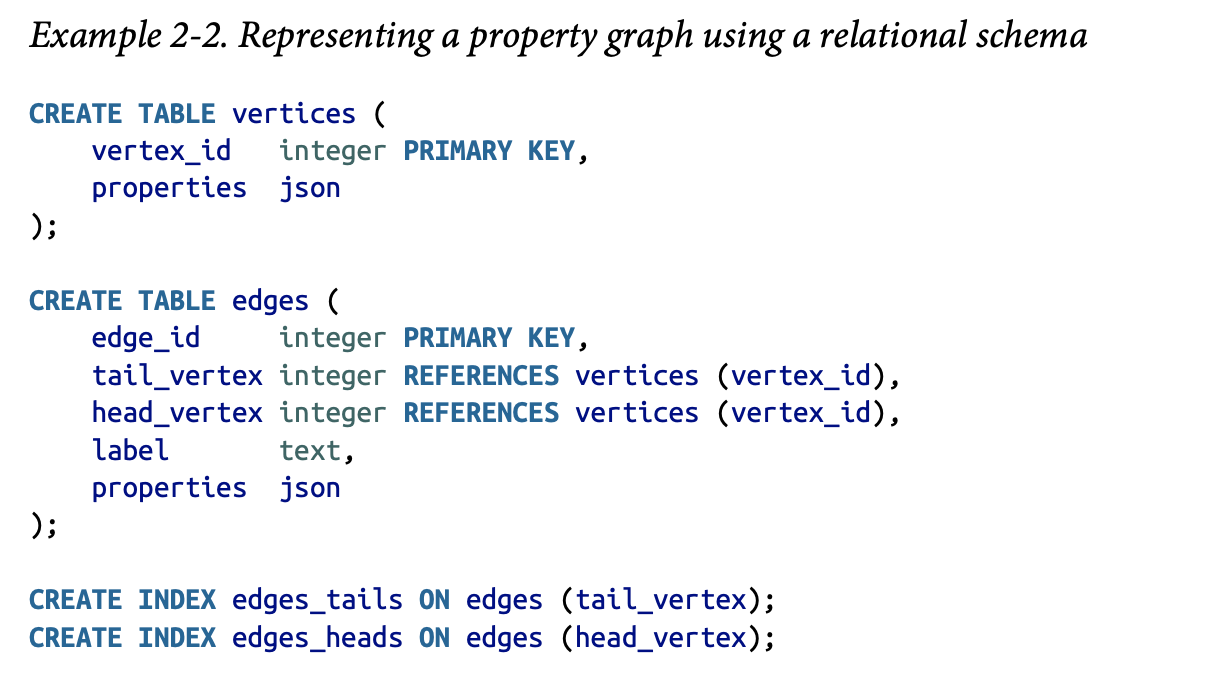 Example 2-2. Representing a property graph using a relational schema
CREATE TABLE vertices (
    vertex_id   integer PRIMARY KEY,
    properties  json
);
CREATE TABLE edges (
    edge_id     integer PRIMARY KEY,
    tail_vertex integer REFERENCES vertices (vertex_id),
    head_vertex integer REFERENCES vertices (vertex_id),
    label       text,
    properties  json
);
CREATE INDEX edges_tails ON edges (tail_vertex);
CREATE INDEX edges_heads ON edges (head_vertex);